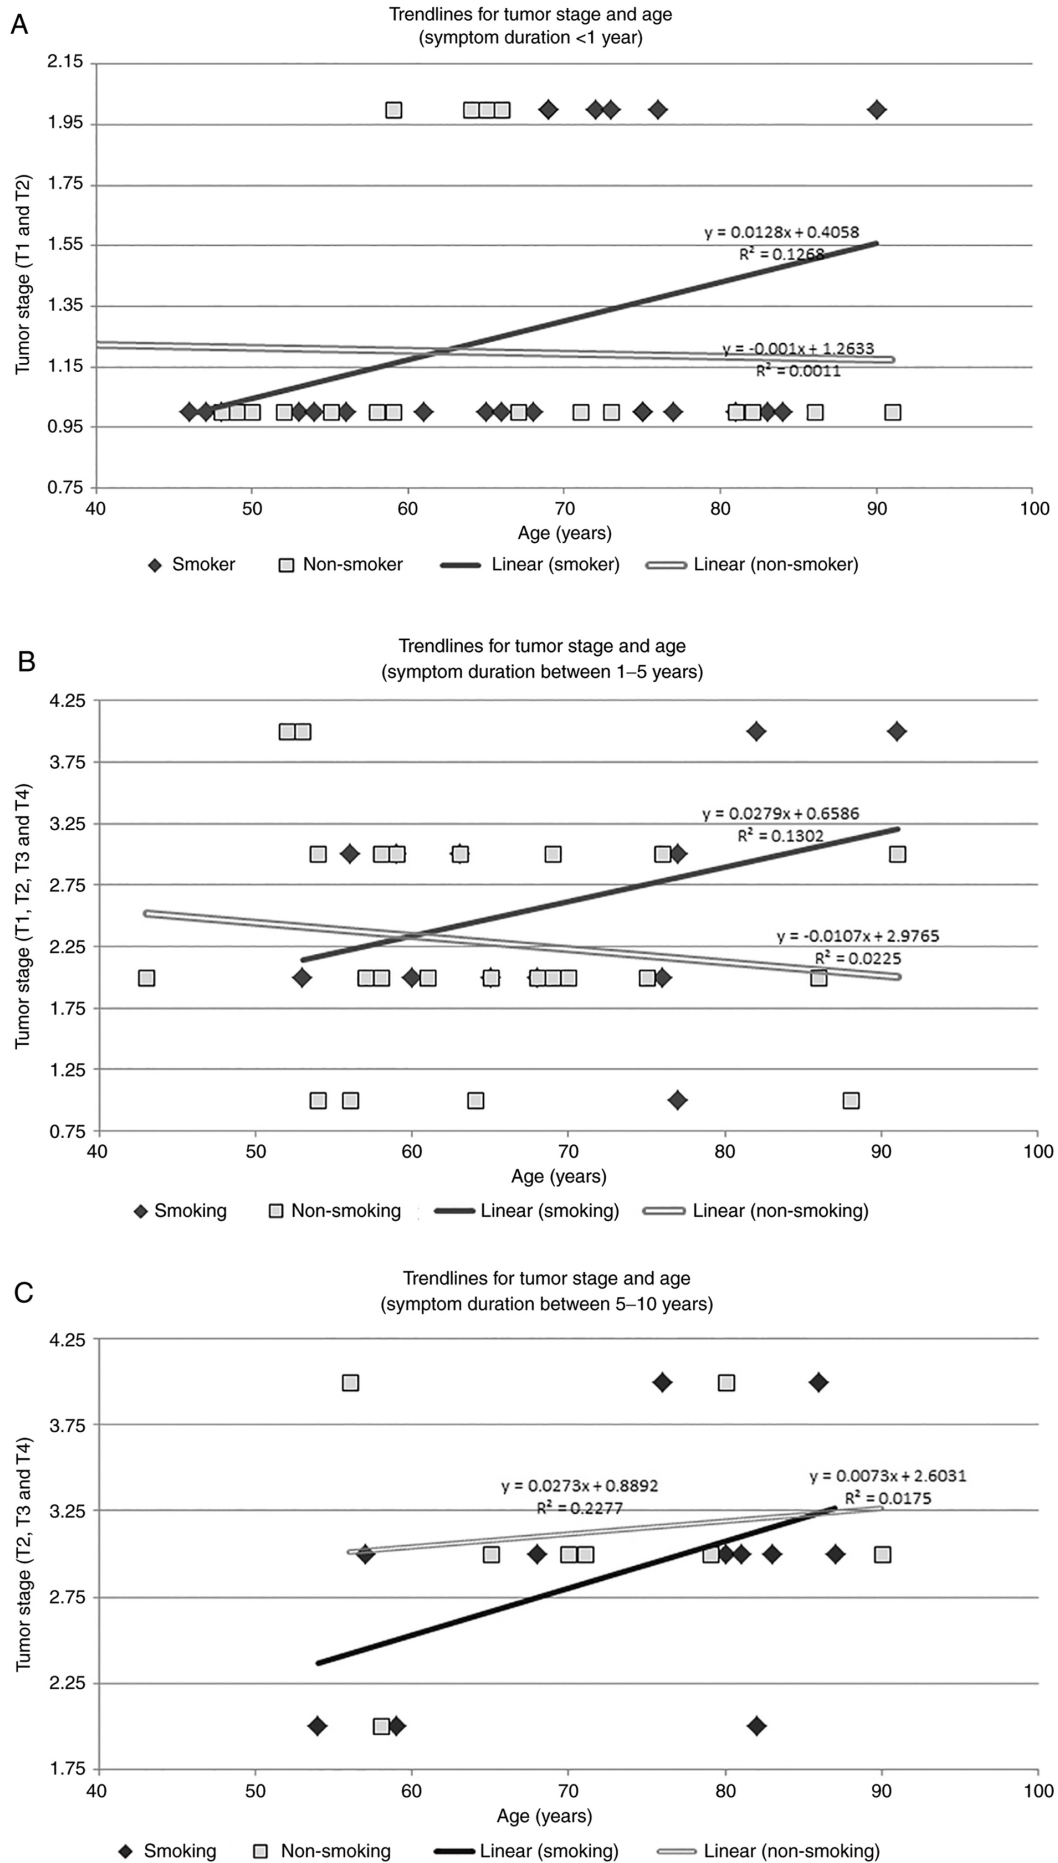 A
Trendlines for tumor stage and age
(symptom duration <1 year)
2.15
1.95
1.75
1.55
1.35
1.15
0.95
0.75
Tumor stage (T1 and T2)
y = 0.0128x + 0.4058
R² = 0.1268
y = -0.001x + 1.2633
R² = 0.0011
40 50 60 70 80 90 100
Age (years)
Smoker Non-smoker Linear (smoker) Linear (non-smoker)
B
Trendlines for tumor stage and age
(symptom duration between 1–5 years)
4.25
3.75
3.25
2.75
2.25
1.75
1.25
0.75
Tumor stage (T1, T2, T3 and T4)
y = 0.0279x + 0.6586
R² = 0.1302
y = -0.0107x + 2.9765
R² = 0.0225
40 50 60 70 80 90 100
Age (years)
Smoking Non-smoking Linear (smoking) Linear (non-smoking)
C
Trendlines for tumor stage and age
(symptom duration between 5–10 years)
4.25
3.75
3.25
2.75
2.25
1.75
Tumor stage (T2, T3 and T4)
y = 0.0273x + 0.8892
R² = 0.2277
y = 0.0073x + 2.6031
R² = 0.0175
40 50 60 70 80 90 100
Age (years)
Smoking Non-smoking Linear (smoking) Linear (non-smoking)